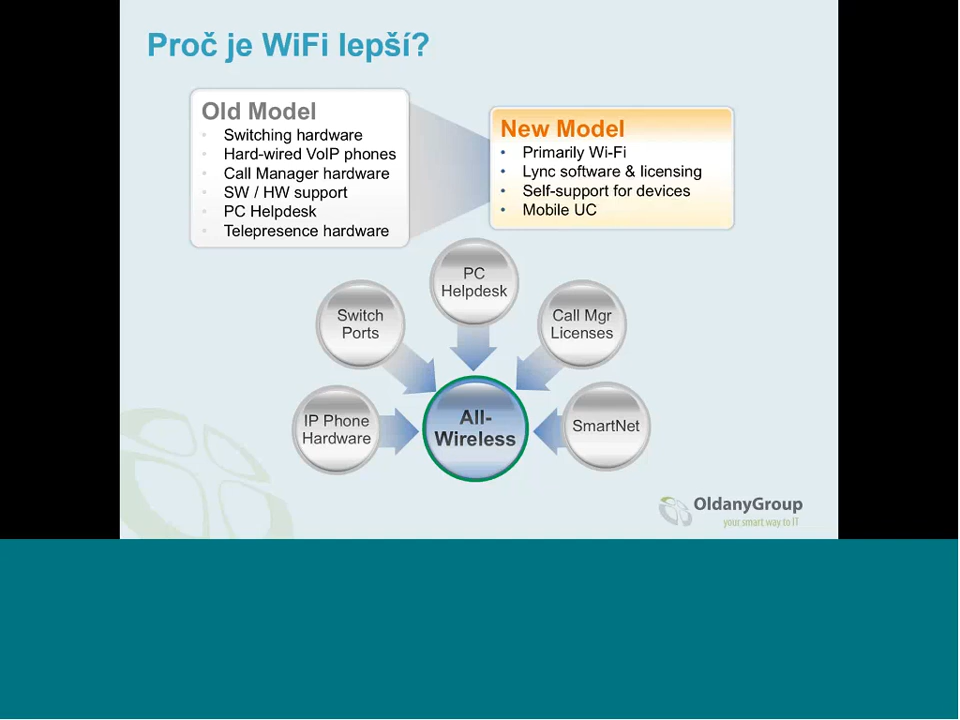 Proč je WiFi lepší?
Old Model
Switching hardware
Hard-wired VoIP phones
Call Manager hardware
SW / HW support
PC Helpdesk
Telepresence hardware
New Model
Primarily Wi-Fi
Lync software & licensing
Self-support for devices
Mobile UC
PC
Helpdesk
Switch
Ports
Call Mgr
Licenses
IP Phone
Hardware
All-
Wireless
SmartNet
OldanyGroup
your smart way to IT